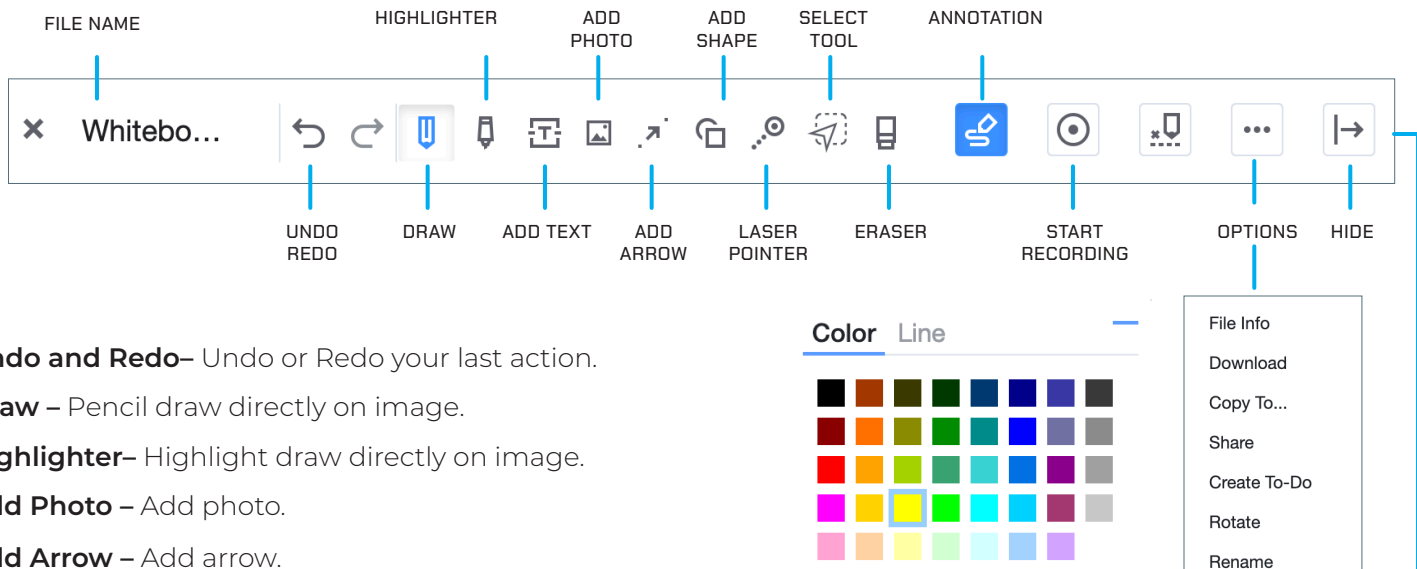 FILE NAME
HIGHLIGHTER
ADD
PHOTO
ADD
SHAPE
SELECT
TOOL
ANNOTATION
Whitebo...
T
UNDO
REDO
DRAW
ADD TEXT
ADD
ARROW
LASER
POINTER
ERASER
START
RECORDING
OPTIONS
HIDE
ndo and Redo– Undo or Redo your last action.
aw – Pencil draw directly on image.
ghlighter– Highlight draw directly on image.
dd Photo – Add photo.
dd Arrow – Add arrow.
Color Line
File Info
Download
Copy To...
Share
Create To-Do
Rotate
Rename